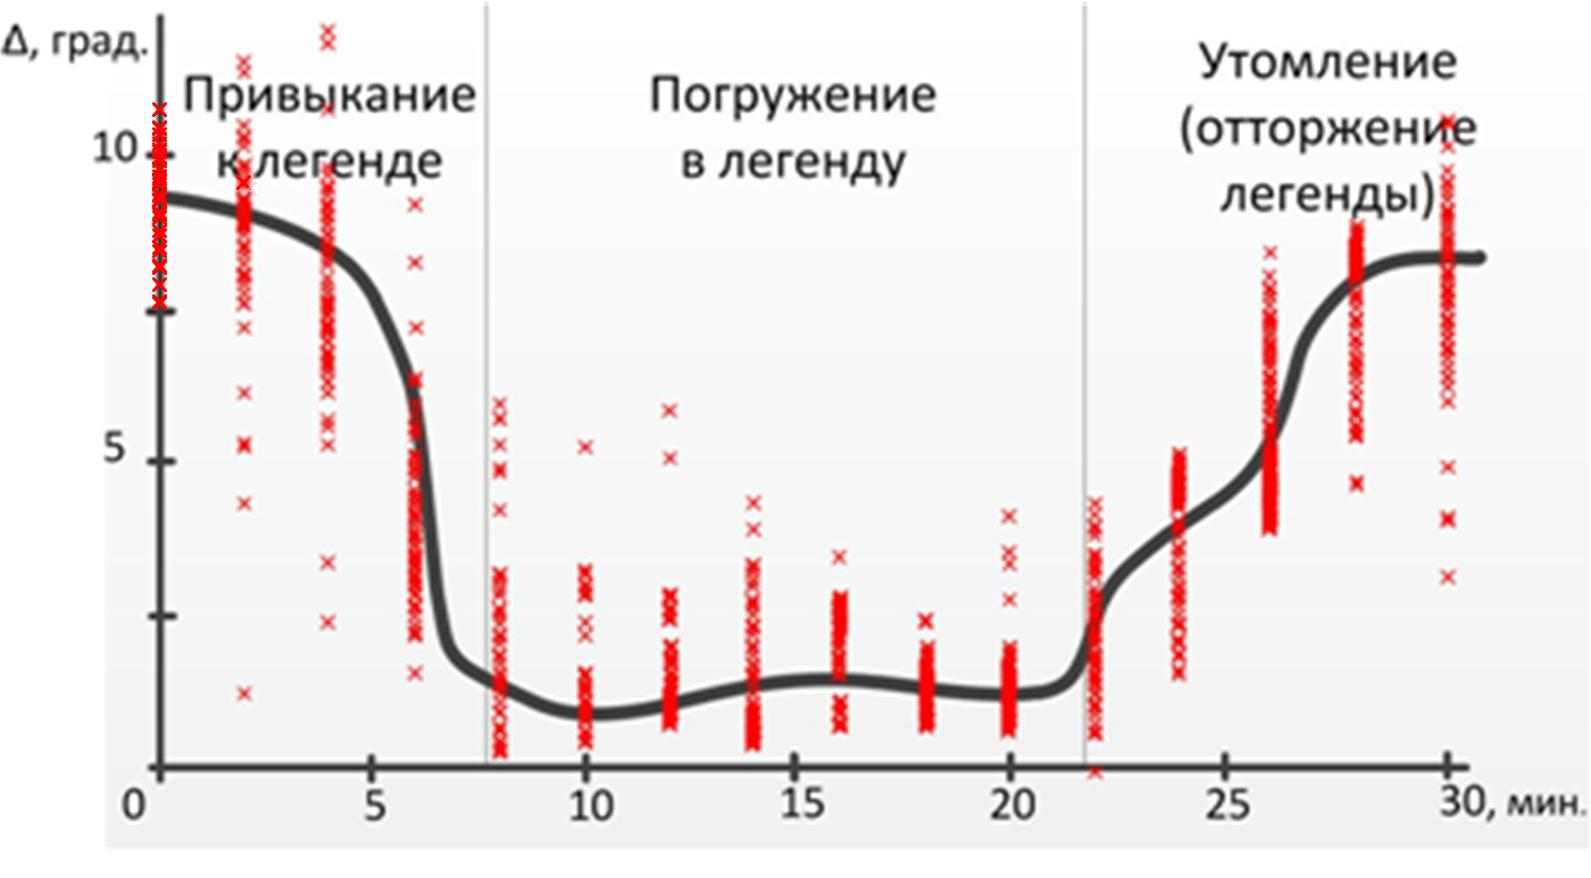 Δ, град.
Привыкание
к легенде
Погружение
в легенду
Утомление
(отторжение
легенды)
10
5
0
5
10
15
20
25
30, мин.